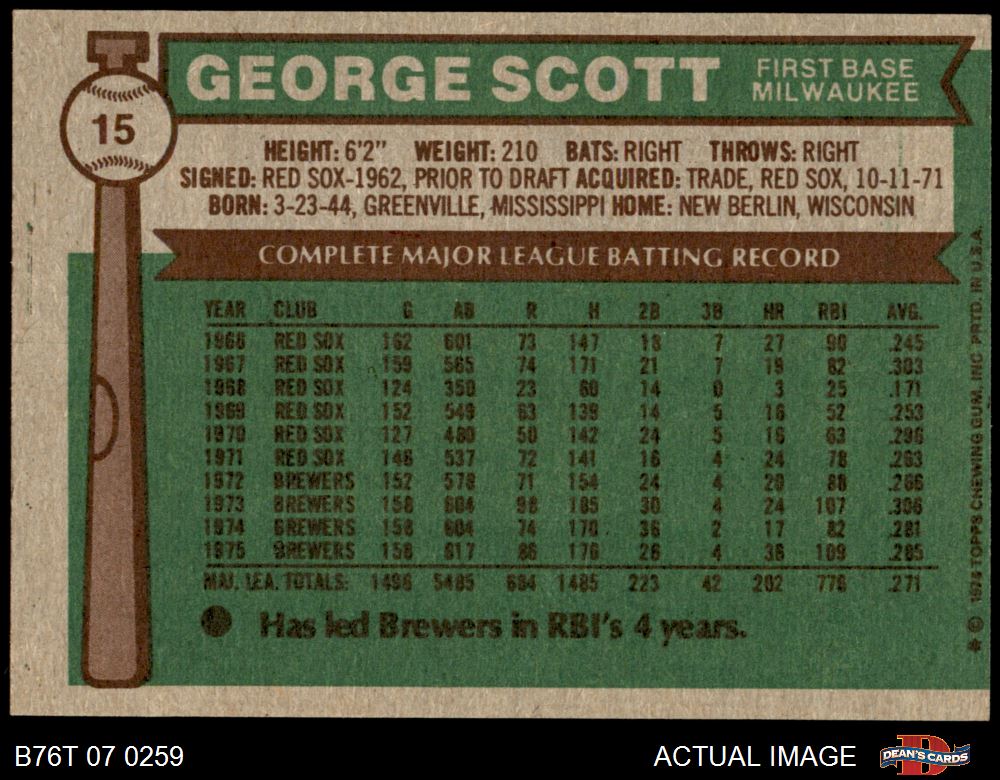 15
GEORGE SCOTT
FIRST BASE
MILWAUKEE
HEIGHT: 6'2" WEIGHT: 210 BATS: RIGHT THROWS: RIGHT
SIGNED: RED SOX-1962, PRIOR TO DRAFT ACQUIRED: TRADE, RED SOX, 10-11-71
BORN: 3-23-44, GREENVILLE, MISSISSIPPI HOME: NEW BERLIN, WISCONSIN
COMPLETE MAJOR LEAGUE BATTING RECORD
YEAR CLUB G AB R H 2B 3B HR RBI AVG.
1966 RED SOX 162 601 73 147 18 7 27 90 .245
1967 RED SOX 159 565 74 171 21 7 19 82 .303
1968 RED SOX 124 350 23 60 14 0 3 25 .171
1969 RED SOX 152 549 63 139 14 5 16 52 .253
1970 RED SOX 127 480 50 142 24 5 16 63 .296
1971 RED SOX 146 537 72 141 16 4 24 78 .263
1972 BREWERS 152 578 71 154 24 4 20 88 .266
1973 BREWERS 158 604 98 185 30 4 24 107 .306
1974 BREWERS 158 604 74 170 36 2 17 82 .281
1975 BREWERS 158 617 86 176 26 4 36 109 .285
MAJ. LEA. TOTALS: 1496 5485 684 1485 223 42 202 776 .271
Has led Brewers in RBI's 4 years.
* © 1976 TOPPS CHEWING GUM, INC. PRTD. IN U.S.A.
B76T 07 0259
ACTUAL IMAGE
DEAN'S CARDS